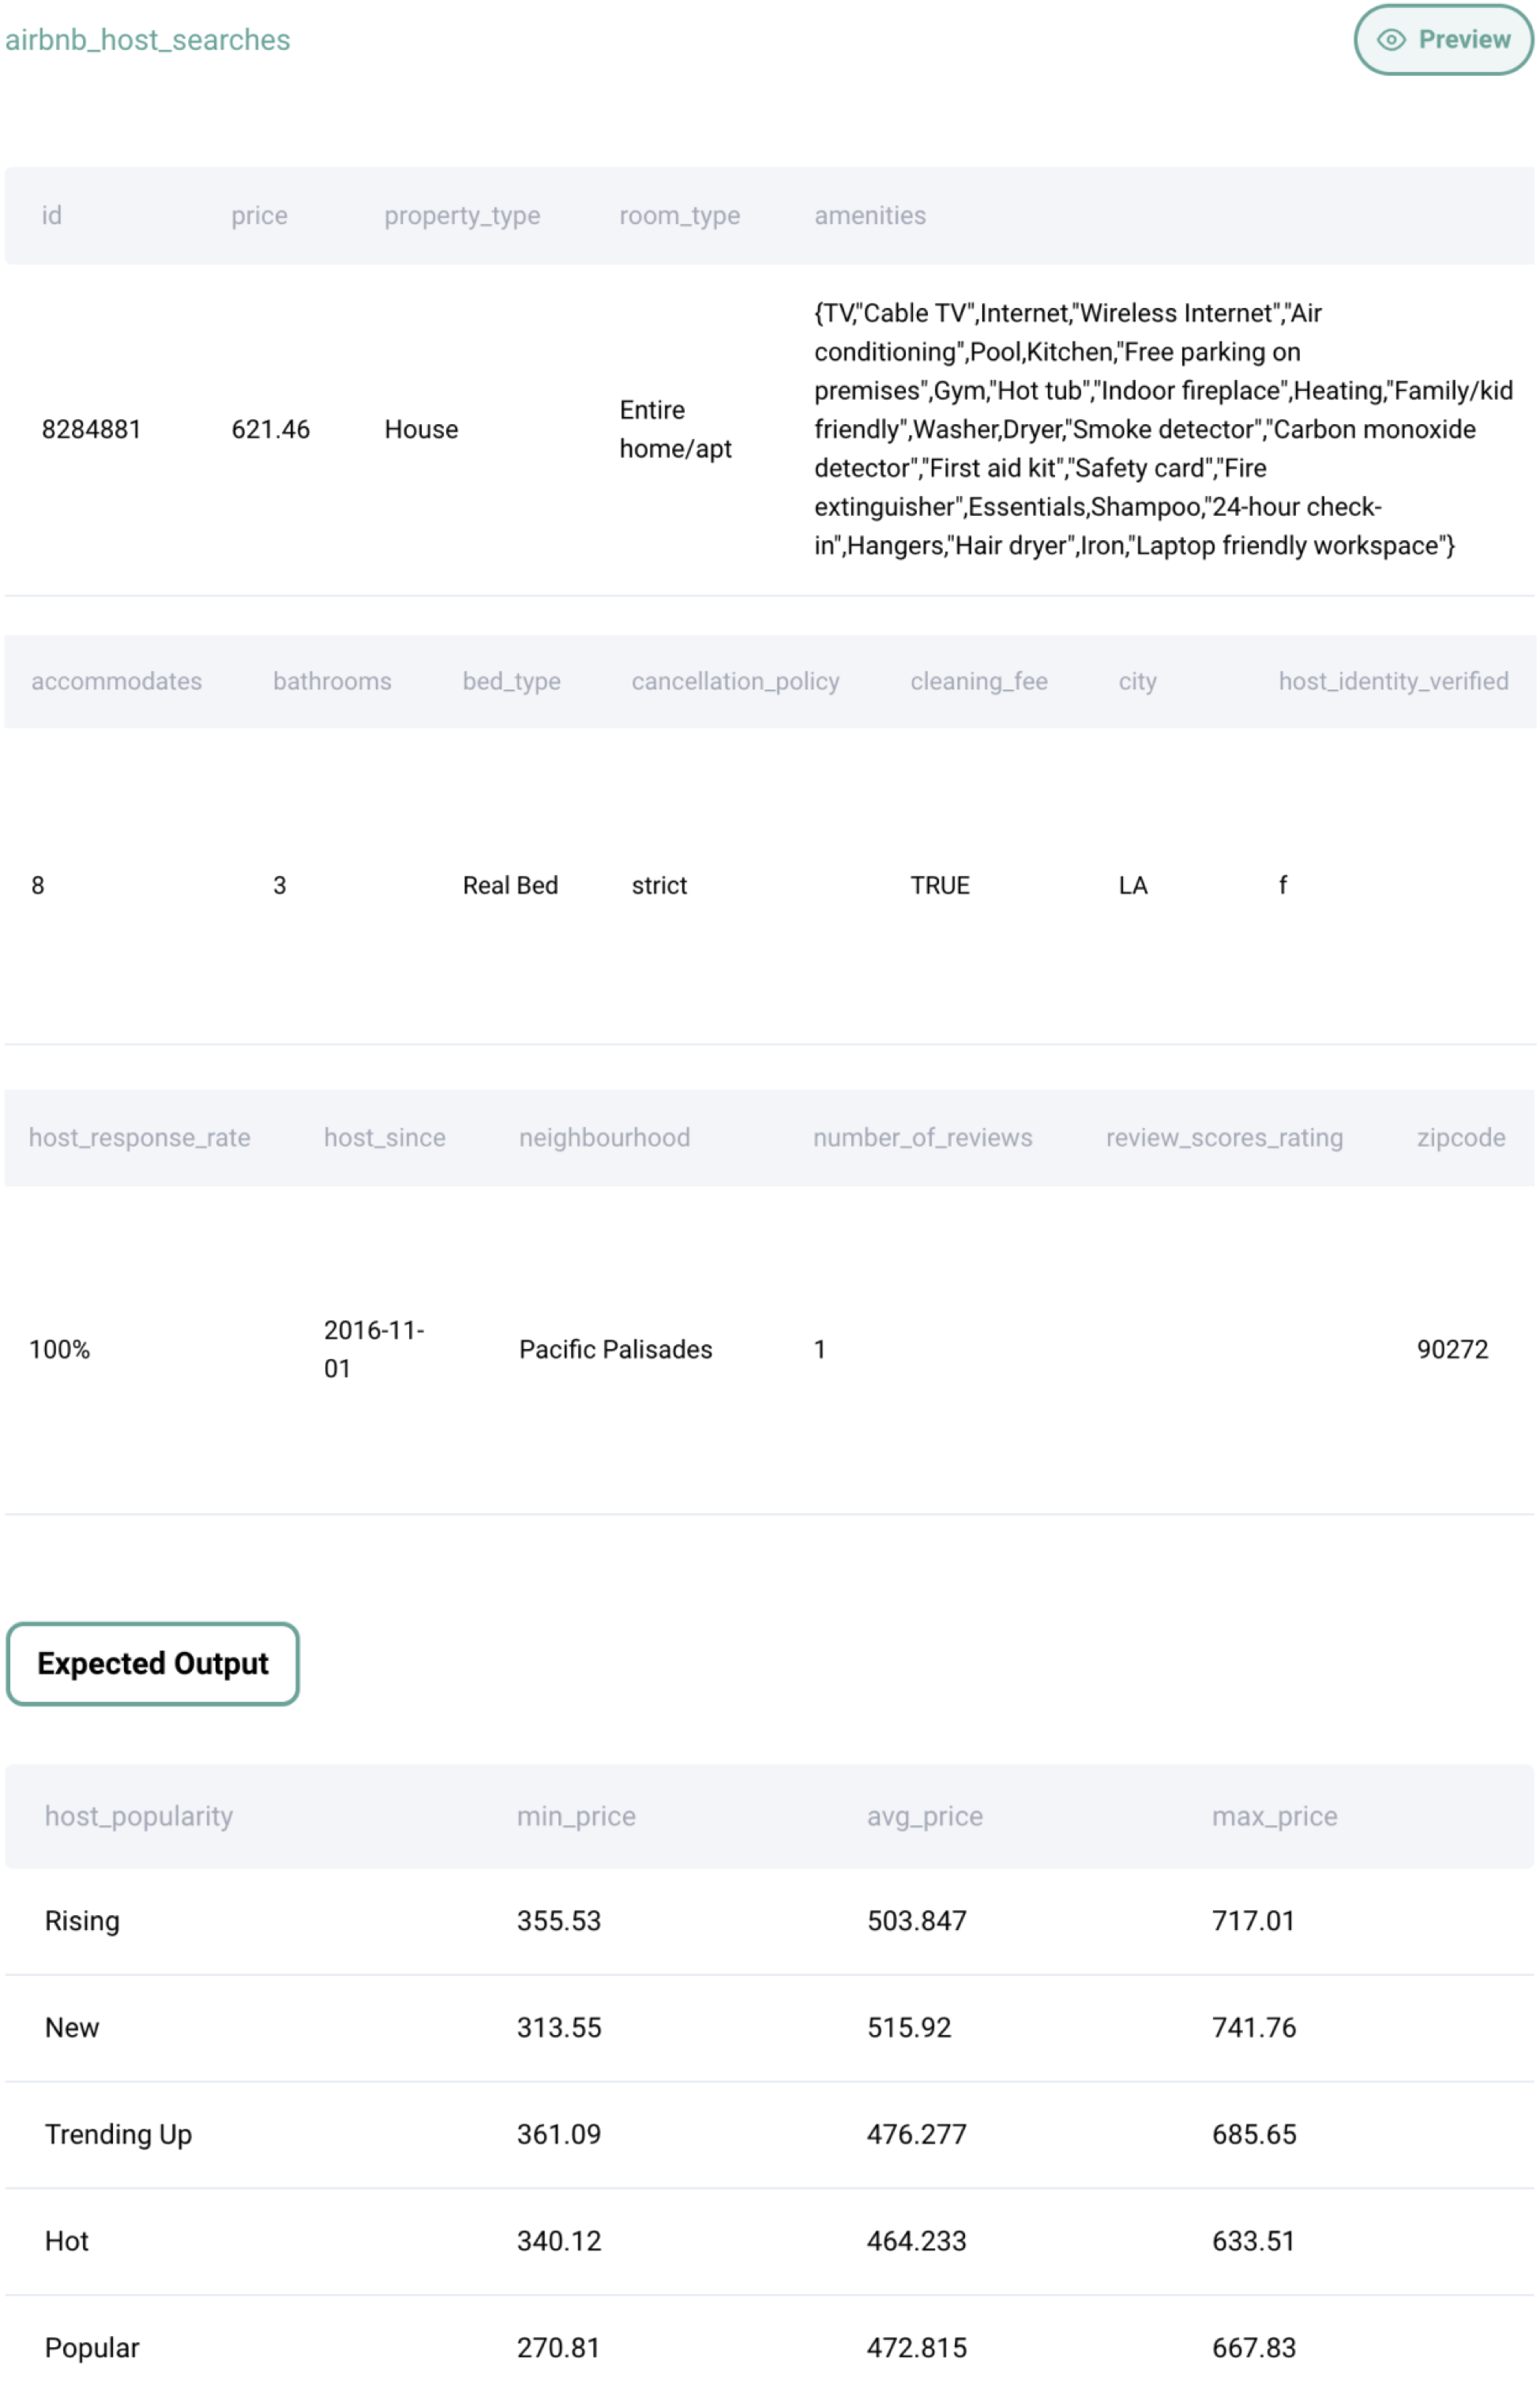 airbnb_host_searches
Preview
id price property_type room_type amenities
8284881 621.46 House Entire home/apt {TV,"Cable TV",Internet,"Wireless Internet","Air
conditioning",Pool,Kitchen,"Free parking on
premises",Gym,"Hot tub","Indoor fireplace",Heating,"Family/kid
friendly",Washer,Dryer,"Smoke detector","Carbon monoxide
detector","First aid kit","Safety card","Fire
extinguisher",Essentials,Shampoo,"24-hour check-
in",Hangers,"Hair dryer",Iron,"Laptop friendly workspace"}
accommodates bathrooms bed_type cancellation_policy cleaning_fee city host_identity_verified
8 3 Real Bed strict TRUE LA f
host_response_rate host_since neighbourhood number_of_reviews review_scores_rating zipcode
100% 2016-11-01 Pacific Palisades 1 90272
Expected Output
host_popularity min_price avg_price max_price
Rising 355.53 503.847 717.01
New 313.55 515.92 741.76
Trending Up 361.09 476.277 685.65
Hot 340.12 464.233 633.51
Popular 270.81 472.815 667.83